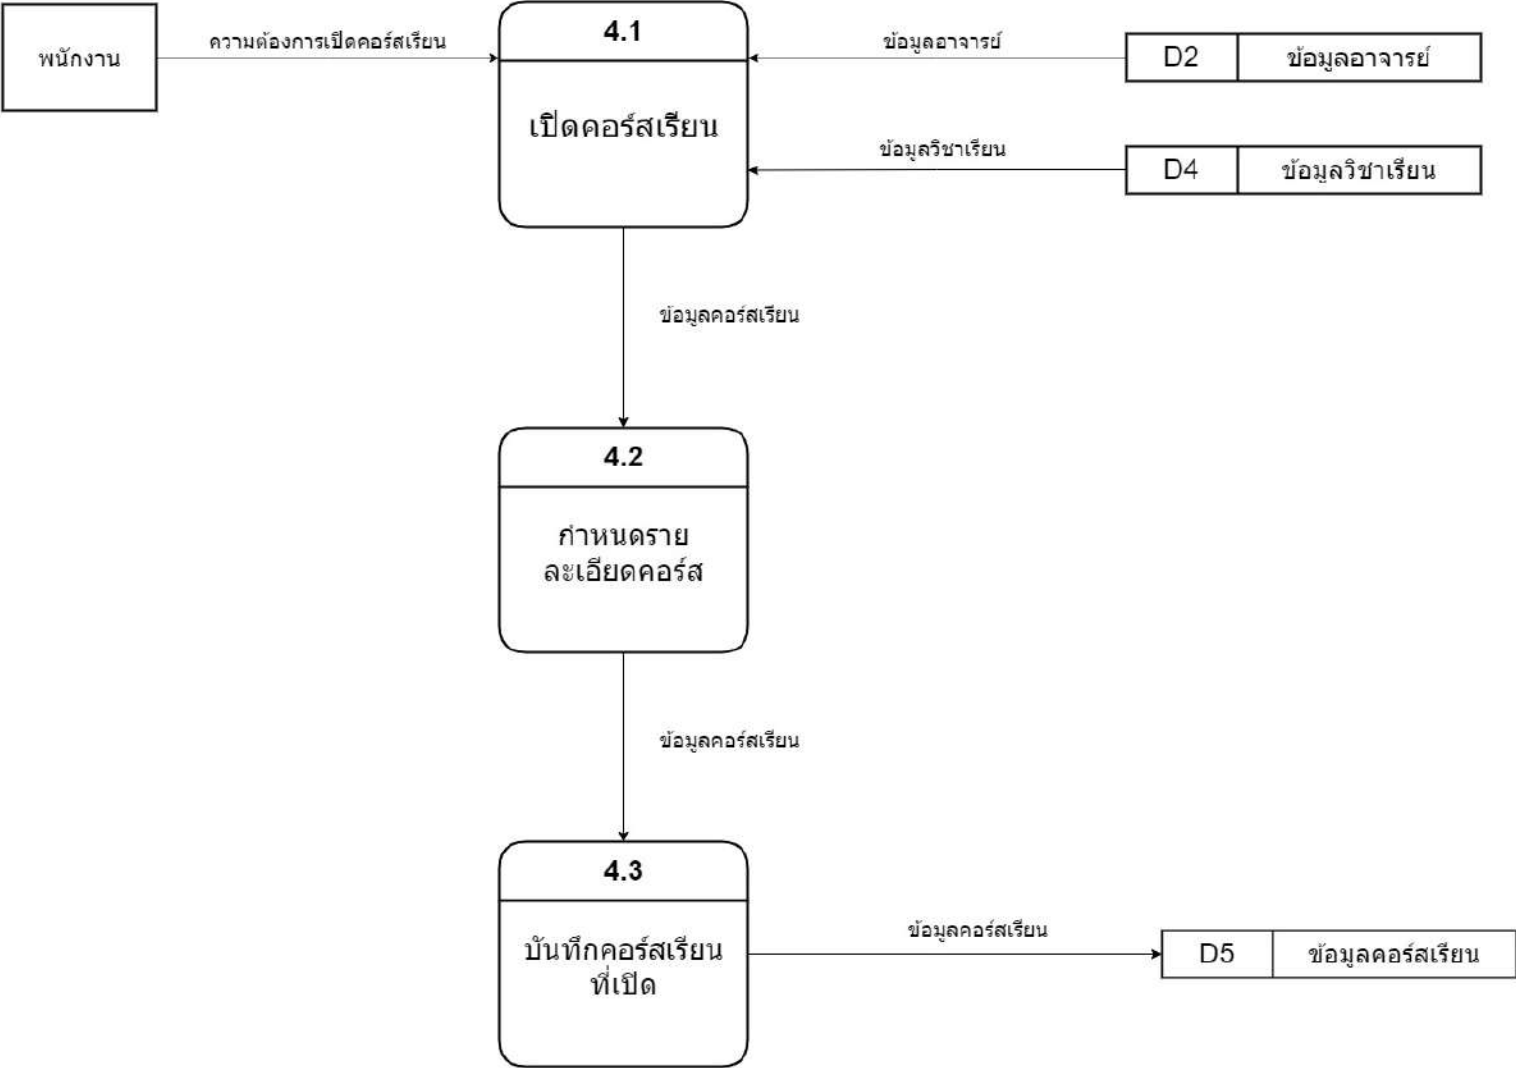 พนักงาน
ความต้องการเปิดคอร์สเรียน
4.1
เปิดคอร์สเรียน
ข้อมูลอาจารย์
D2
ข้อมูลอาจารย์
ข้อมูลวิชาเรียน
D4
ข้อมูลวิชาเรียน
ข้อมูลคอร์สเรียน
4.2
กำหนดราย
ละเอียดคอร์ส
ข้อมูลคอร์สเรียน
4.3
บันทึกคอร์สเรียน
ที่เปิด
ข้อมูลคอร์สเรียน
D5
ข้อมูลคอร์สเรียน